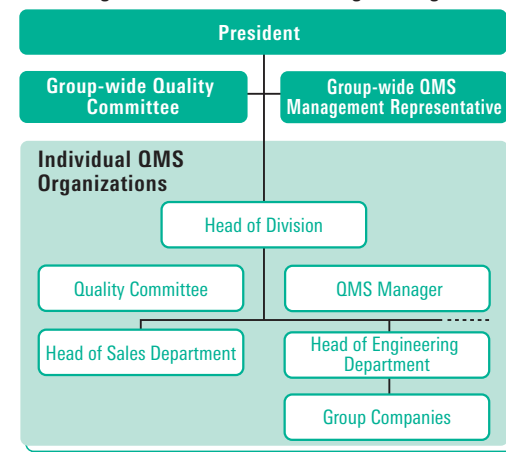 President
Group-wide Quality
Committee
Group-wide QMS
Management Representative
Individual QMS
Organizations
Head of Division
Quality Committee
QMS Manager
Head of Sales Department
Head of Engineering
Department
Group Companies